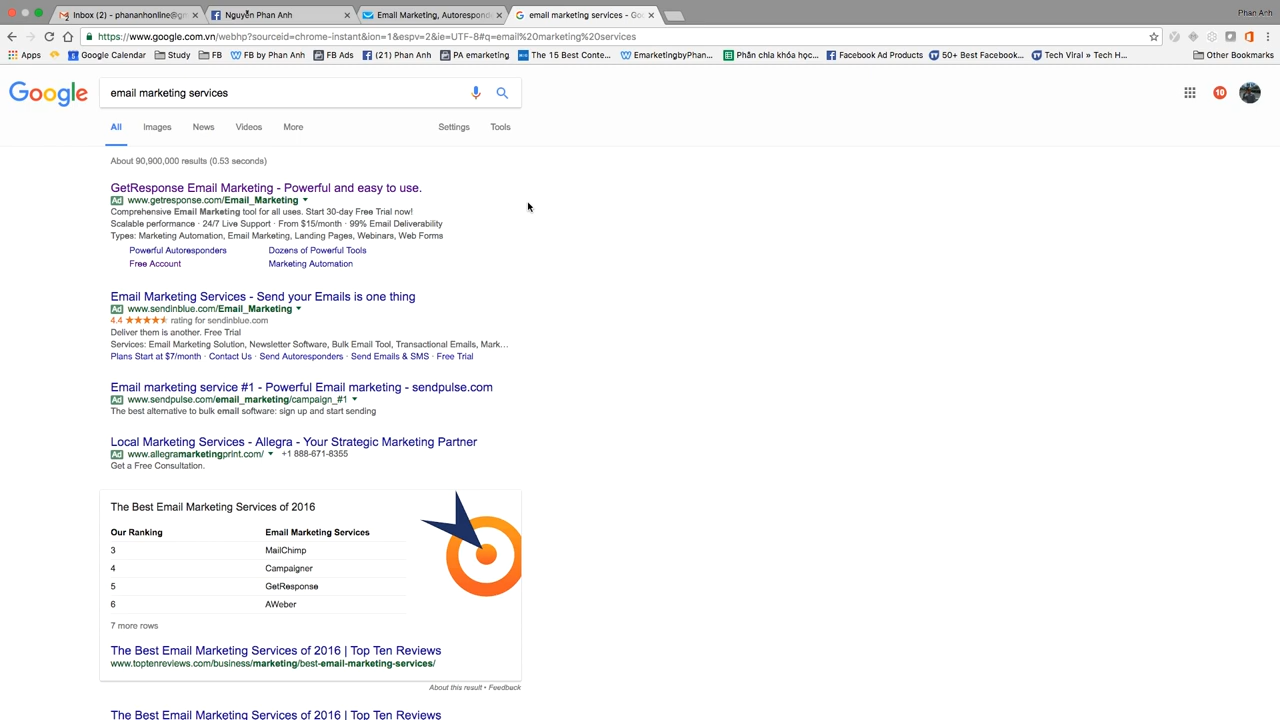 Inbox (2) - phananhonline@gm
Nguyễn Phan Anh
Email Marketing, Autoresponde
email marketing services - Goo
Phan Anh
https://www.google.com.vn/webhp?sourceid=chrome-instant&ion=1&espv=2&ie=UTF-8#q=email%20marketing%20services
Apps
Google Calendar
Study
FB
FB by Phan Anh
FB Ads
(21) Phan Anh
PA emarketing
The 15 Best Conte...
EmarketingbyPhan...
Phân chia khóa học...
Facebook Ad Products
50+ Best Facebook...
Tech Viral » Tech H...
Other Bookmarks
Google
email marketing services
10
All
Images
News
Videos
More
Settings
Tools
About 90,900,000 results (0.53 seconds)
GetResponse Email Marketing - Powerful and easy to use.
Ad www.getresponse.com/Email_Marketing
Comprehensive Email Marketing tool for all uses. Start 30-day Free Trial now!
Scalable performance · 24/7 Live Support · From $15/month · 99% Email Deliverability
Types: Marketing Automation, Email Marketing, Landing Pages, Webinars, Web Forms
Powerful Autoresponders
Dozens of Powerful Tools
Free Account
Marketing Automation
Email Marketing Services - Send your Emails is one thing
Ad www.sendinblue.com/Email_Marketing
4.4 ★★★★★ rating for sendinblue.com
Deliver them is another. Free Trial
Services: Email Marketing Solution, Newsletter Software, Bulk Email Tool, Transactional Emails, Mark…
Plans Start at $7/month · Contact Us · Send Autoresponders · Send Emails & SMS · Free Trial
Email marketing service #1 - Powerful Email marketing - sendpulse.com
Ad www.sendpulse.com/email_marketing/campaign_#1
The best alternative to bulk email software: sign up and start sending
Local Marketing Services - Allegra - Your Strategic Marketing Partner
Ad www.allegramarketingprint.com/ +1 888-671-8355
Get a Free Consultation.
The Best Email Marketing Services of 2016
Our Ranking Email Marketing Services
3 MailChimp
4 Campaigner
5 GetResponse
6 AWeber
7 more rows
The Best Email Marketing Services of 2016 | Top Ten Reviews
www.toptenreviews.com/business/marketing/best-email-marketing-services/
About this result • Feedback
The Best Email Marketing Services of 2016 | Top Ten Reviews